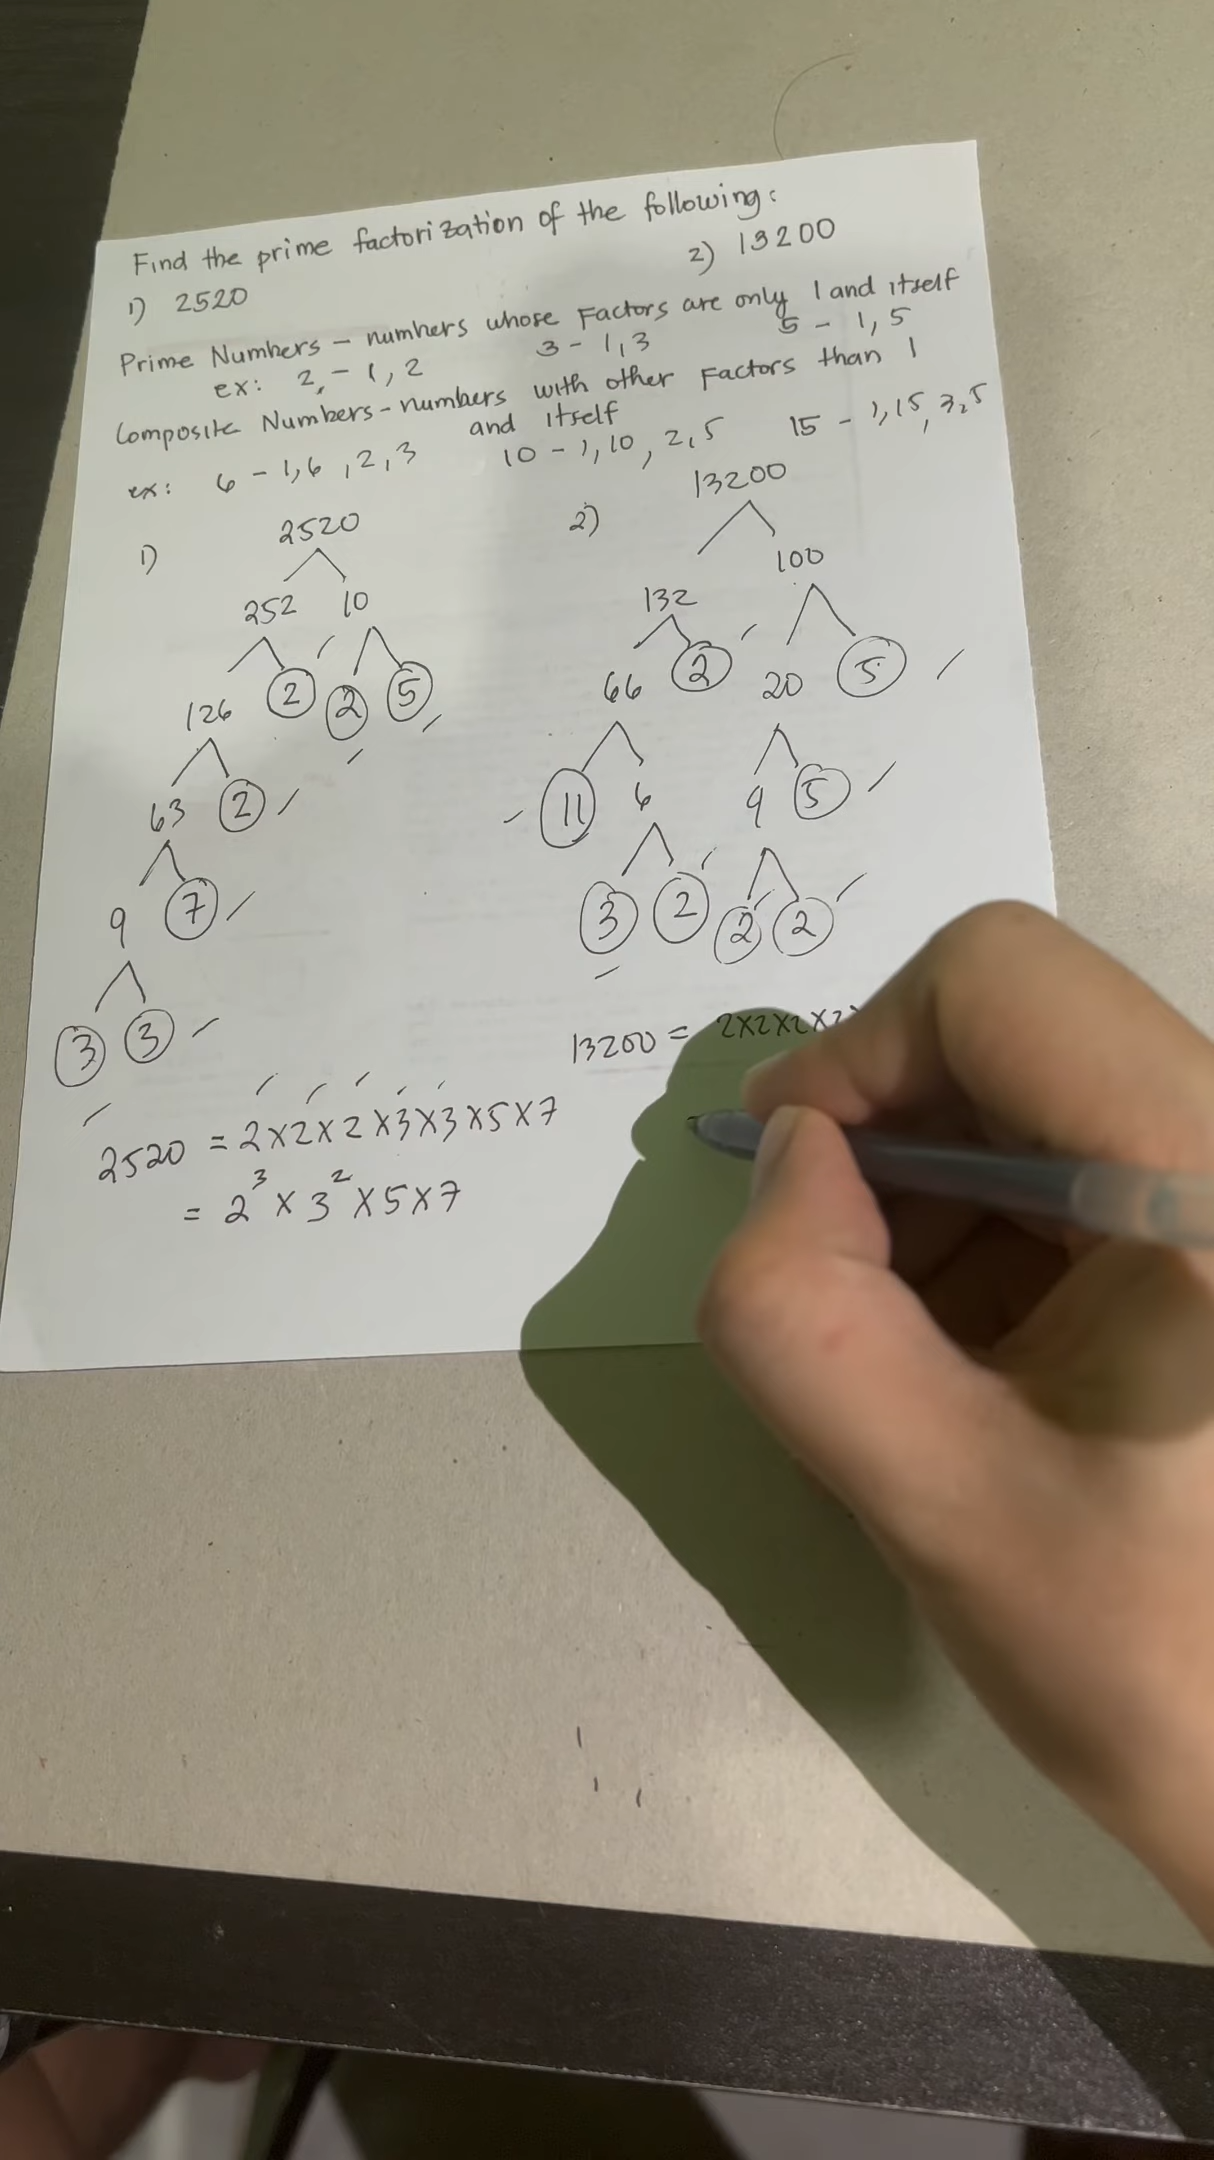 Find the prime factorization of the following:
1) 2520
2) 13200
Prime Numbers - numbers whose Factors are only 1 and itself
ex: 2 - 1, 2 3 - 1, 3 5 - 1, 5
Composite Numbers - numbers with other Factors than 1
and itself
ex: 6 - 1, 6, 2, 3 10 - 1, 10, 2, 5 15 - 1, 15, 3, 5
1)
2520
252 10
126 2 2 5
63 2
9 7
3 3
2520 = 2 x 2 x 2 x 3 x 3 x 5 x 7
= 2³ x 3² x 5 x 7
2)
13200
132 100
66 2 20 5
11 6 9 5
3 2 2 2
13200 = 2 x 2 x 2 x 2 x